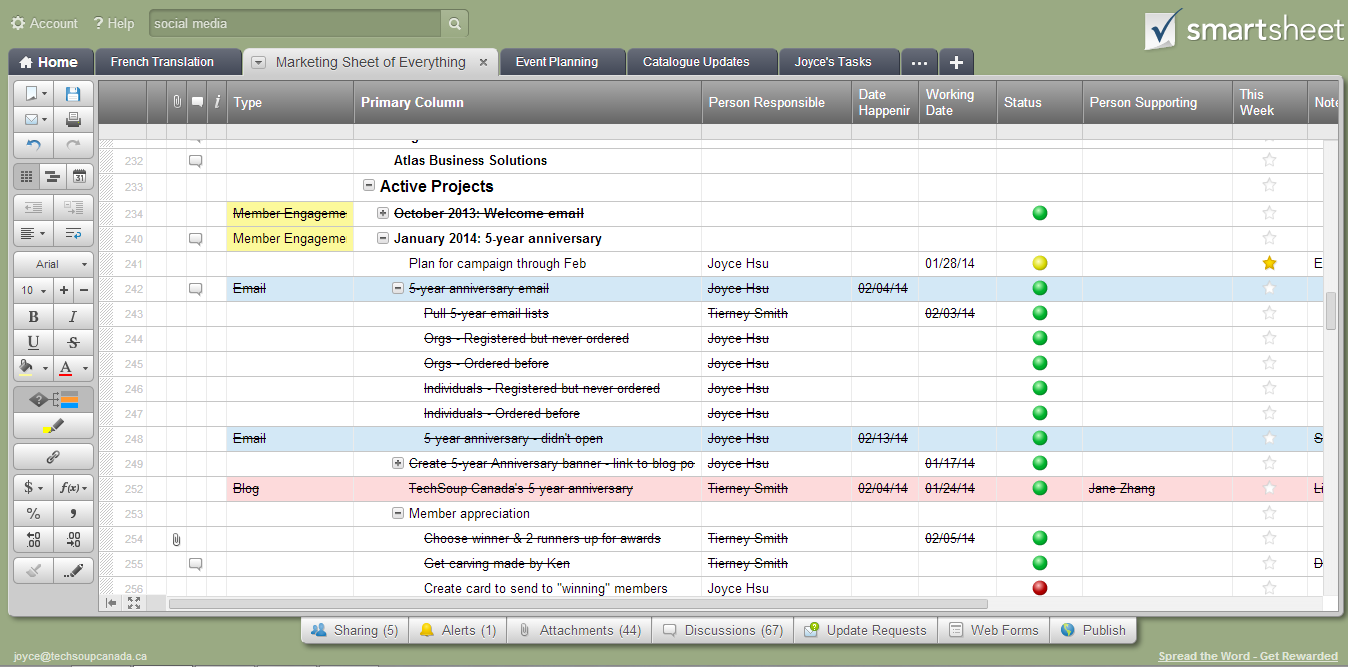 Account ? Help social media
smartsheet
Home French Translation Marketing Sheet of Everything × Event Planning Catalogue Updates Joyce's Tasks ... +
i Type Primary Column Person Responsible Date Happenin Working Date Status Person Supporting This Week Note
232 Atlas Business Solutions
233 Active Projects
234 Member Engageme October 2013: Welcome email
240 Member Engageme January 2014: 5-year anniversary
241 Plan for campaign through Feb Joyce Hsu 01/28/14 E
242 Email 5-year anniversary email Joyce Hsu 02/04/14
243 Pull 5-year email lists Tierney Smith 02/03/14
244 Orgs - Registered but never ordered Joyce Hsu
245 Orgs - Ordered before Joyce Hsu
246 Individuals - Registered but never ordered Joyce Hsu
247 Individuals - Ordered before Joyce Hsu
248 Email 5 year anniversary - didn't open Joyce Hsu 02/13/14 S
249 Create 5-year Anniversary banner - link to blog po Joyce Hsu 01/17/14
252 Blog TechSoup Canada's 5 year anniversary Tierney Smith 02/04/14 01/24/14 Jane Zhang Li
253 Member appreciation
254 Choose winner & 2 runners up for awards Tierney Smith 02/05/14
255 Get carving made by Ken Tierney Smith D
256 Create card to send to "winning" members Joyce Hsu
31
Arial
10 + −
B I
U S
A
?
$ f(x)
% ,
.00 .00
Sharing (5) Alerts (1) Attachments (44) Discussions (67) Update Requests Web Forms Publish
joyce@techsoupcanada.ca Spread the Word - Get Rewarded